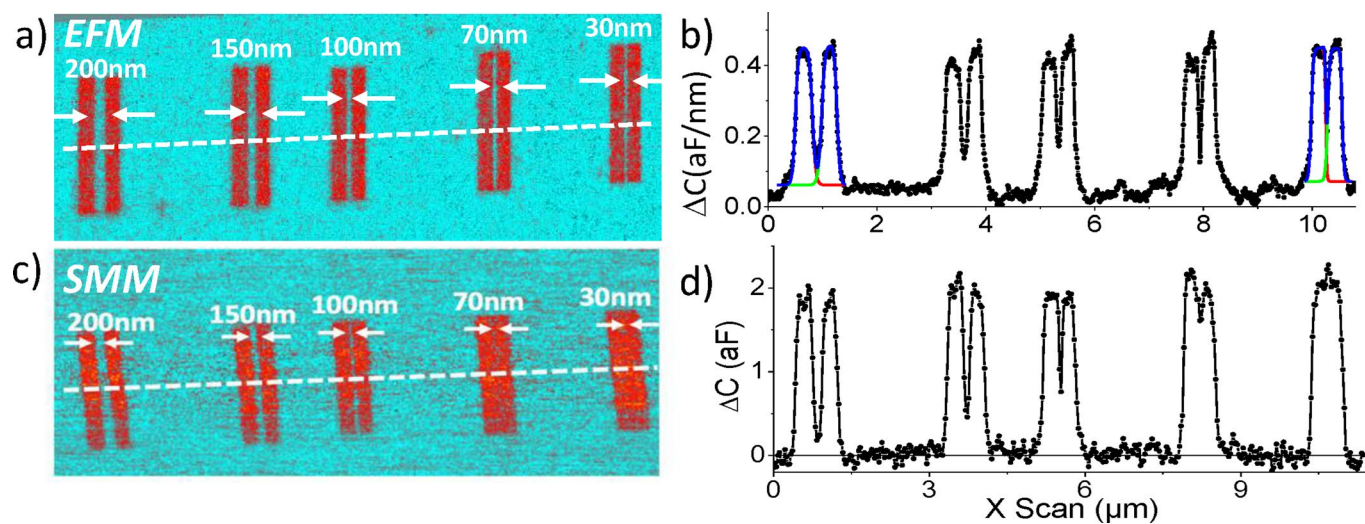 a)
EFM
200nm
150nm
100nm
70nm
30nm
b)
ΔC(aF/nm)
0.4
0.2
0.0
0
2
4
6
8
10
c)
SMM
200nm
150nm
100nm
70nm
30nm
d)
ΔC (aF)
2
0
0
3
6
9
X Scan (µm)